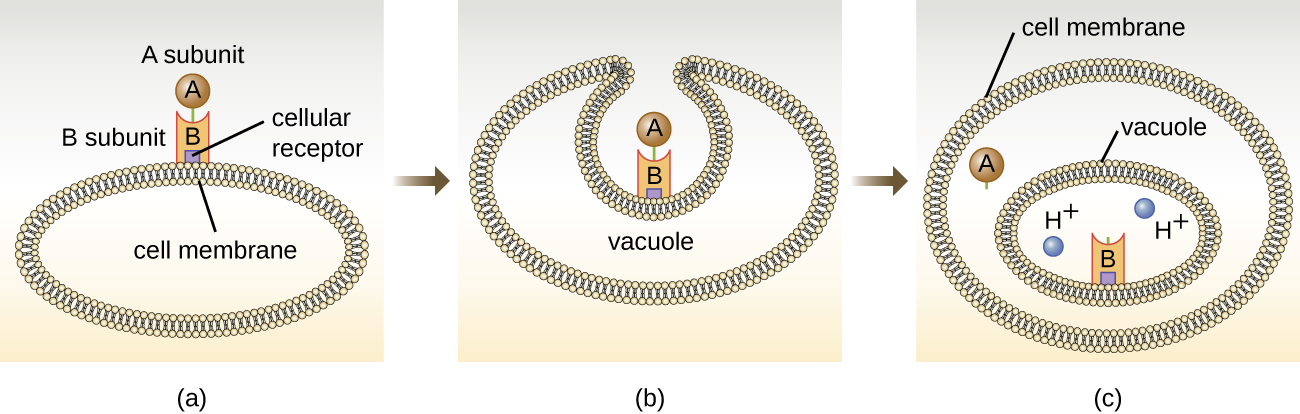 A subunit
A
B subunit
B
cellular
receptor
cell membrane
(a)
A
B
vacuole
(b)
cell membrane
vacuole
A
H+
H+
B
(c)